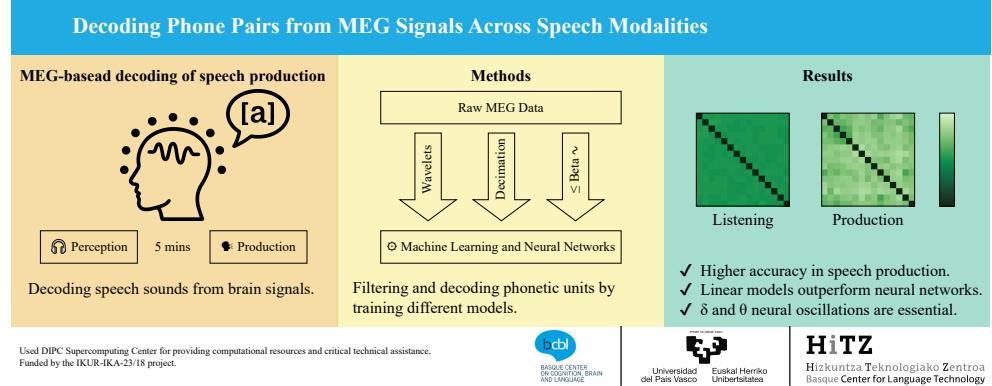 Decoding Phone Pairs from MEG Signals Across Speech Modalities
MEG-basead decoding of speech production
[a]
Perception
5 mins
Production
Decoding speech sounds from brain signals.
Methods
Raw MEG Data
Wavelets
Decimation
≤ Beta ∿
Machine Learning and Neural Networks
Filtering and decoding phonetic units by
training different models.
Results
Listening
Production
✓ Higher accuracy in speech production.
✓ Linear models outperform neural networks.
✓ δ and θ neural oscillations are essential.
Used DIPC Supercomputing Center for providing computational resources and critical technical assistance.
Funded by the IKUR-IKA-23/18 project.
bcbl
BASQUE CENTER
ON COGNITION, BRAIN
AND LANGUAGE
Universidad
del País Vasco
Euskal Herriko
Unibertsitatea
HiTZ
Hizkuntza Teknologiako Zentroa
Basque Center for Language Technology